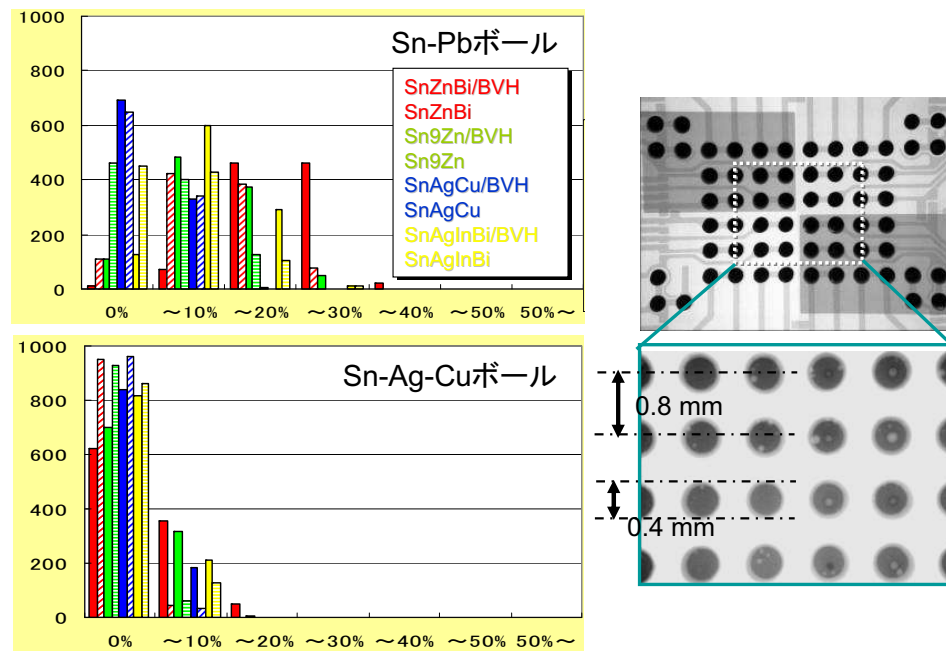 1000
800
600
400
200
0
Sn-Pbボール
SnZnBi/BVH
SnZnBi
Sn9Zn/BVH
Sn9Zn
SnAgCu/BVH
SnAgCu
SnAgInBi/BVH
SnAgInBi
0% ～10% ～20% ～30% ～40% ～50% 50%～
1000
800
600
400
200
0
Sn-Ag-Cuボール
0% ～10% ～20% ～30% ～40% ～50% 50%～
0.8 mm
0.4 mm